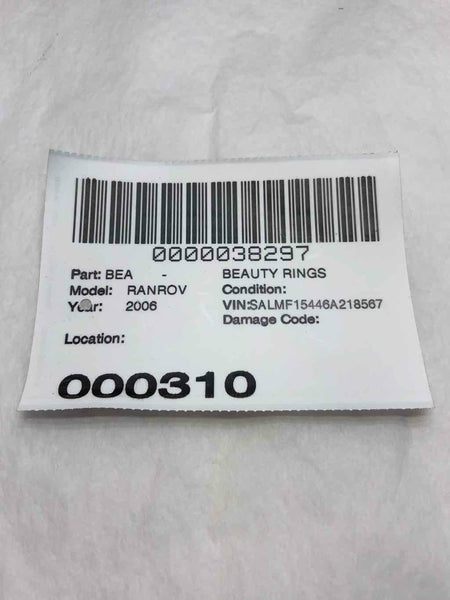 0000038297
Part: BEA - BEAUTY RINGS
Model: RANROV Condition:
Year: 2006 VIN:SALMF15446A218567
Damage Code:
Location:
000310